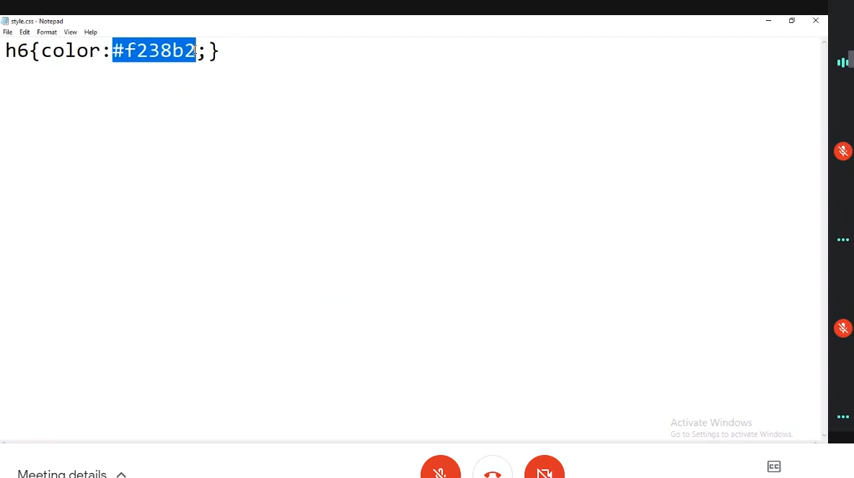 style.css - Notepad
File Edit Format View Help
h6{color:#f238b2;}
Activate Windows
Go to Settings to activate Windows.
Meeting details
CC